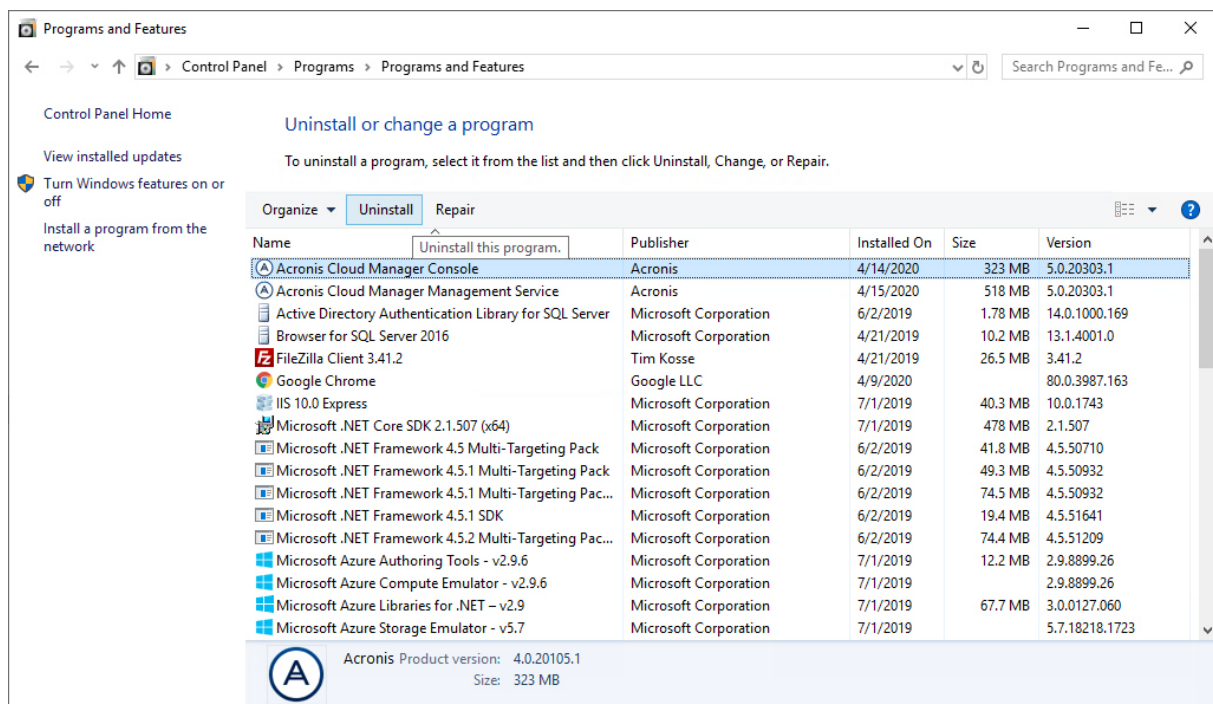 Programs and Features
Control Panel > Programs > Programs and Features
Search Programs and Fe...
Control Panel Home
View installed updates
Turn Windows features on or
off
Install a program from the
network
Uninstall or change a program
To uninstall a program, select it from the list and then click Uninstall, Change, or Repair.
Organize Uninstall Repair
Uninstall this program.
Name Publisher Installed On Size Version
Acronis Cloud Manager Console Acronis 4/14/2020 323 MB 5.0.20303.1
Acronis Cloud Manager Management Service Acronis 4/15/2020 518 MB 5.0.20303.1
Active Directory Authentication Library for SQL Server Microsoft Corporation 6/2/2019 1.78 MB 14.0.1000.169
Browser for SQL Server 2016 Microsoft Corporation 4/21/2019 10.2 MB 13.1.4001.0
FileZilla Client 3.41.2 Tim Kosse 4/21/2019 26.5 MB 3.41.2
Google Chrome Google LLC 4/9/2020 80.0.3987.163
IIS 10.0 Express Microsoft Corporation 7/1/2019 40.3 MB 10.0.1743
Microsoft .NET Core SDK 2.1.507 (x64) Microsoft Corporation 7/1/2019 478 MB 2.1.507
Microsoft .NET Framework 4.5 Multi-Targeting Pack Microsoft Corporation 6/2/2019 41.8 MB 4.5.50710
Microsoft .NET Framework 4.5.1 Multi-Targeting Pack Microsoft Corporation 6/2/2019 49.3 MB 4.5.50932
Microsoft .NET Framework 4.5.1 Multi-Targeting Pac... Microsoft Corporation 6/2/2019 74.5 MB 4.5.50932
Microsoft .NET Framework 4.5.1 SDK Microsoft Corporation 6/2/2019 19.4 MB 4.5.51641
Microsoft .NET Framework 4.5.2 Multi-Targeting Pac... Microsoft Corporation 6/2/2019 74.4 MB 4.5.51209
Microsoft Azure Authoring Tools - v2.9.6 Microsoft Corporation 7/1/2019 12.2 MB 2.9.8899.26
Microsoft Azure Compute Emulator - v2.9.6 Microsoft Corporation 7/1/2019 2.9.8899.26
Microsoft Azure Libraries for .NET – v2.9 Microsoft Corporation 7/1/2019 67.7 MB 3.0.0127.060
Microsoft Azure Storage Emulator - v5.7 Microsoft Corporation 7/1/2019 5.7.18218.1723
Acronis Product version: 4.0.20105.1
Size: 323 MB